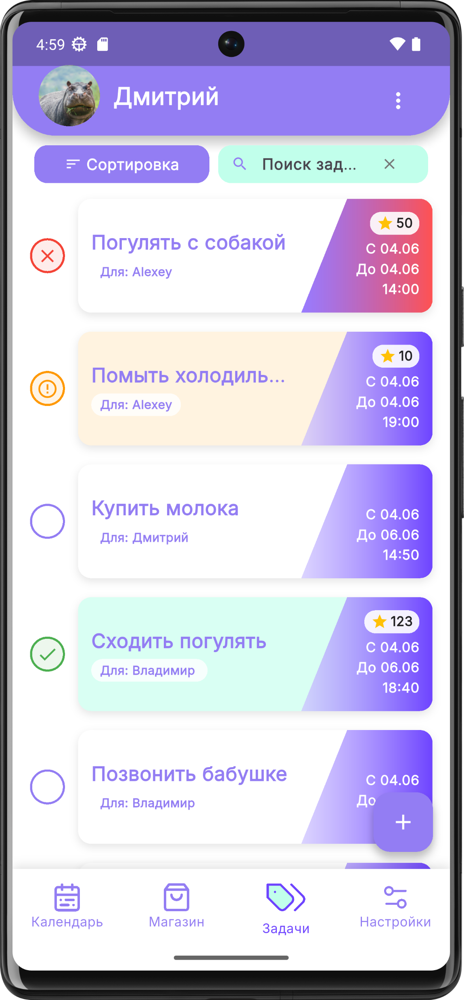 4:59
Дмитрий
Сортировка
Поиск зад...
50
Погулять с собакой
Для: Alexey
С 04.06
До 04.06
14:00
10
Помыть холодиль...
Для: Alexey
С 04.06
До 04.06
19:00
Купить молока
Для: Дмитрий
С 04.06
До 06.06
14:50
123
Сходить погулять
Для: Владимир
С 04.06
До 06.06
18:40
Позвонить бабушке
Для: Владимир
С 04.06
До
Календарь
Магазин
Задачи
Настройки